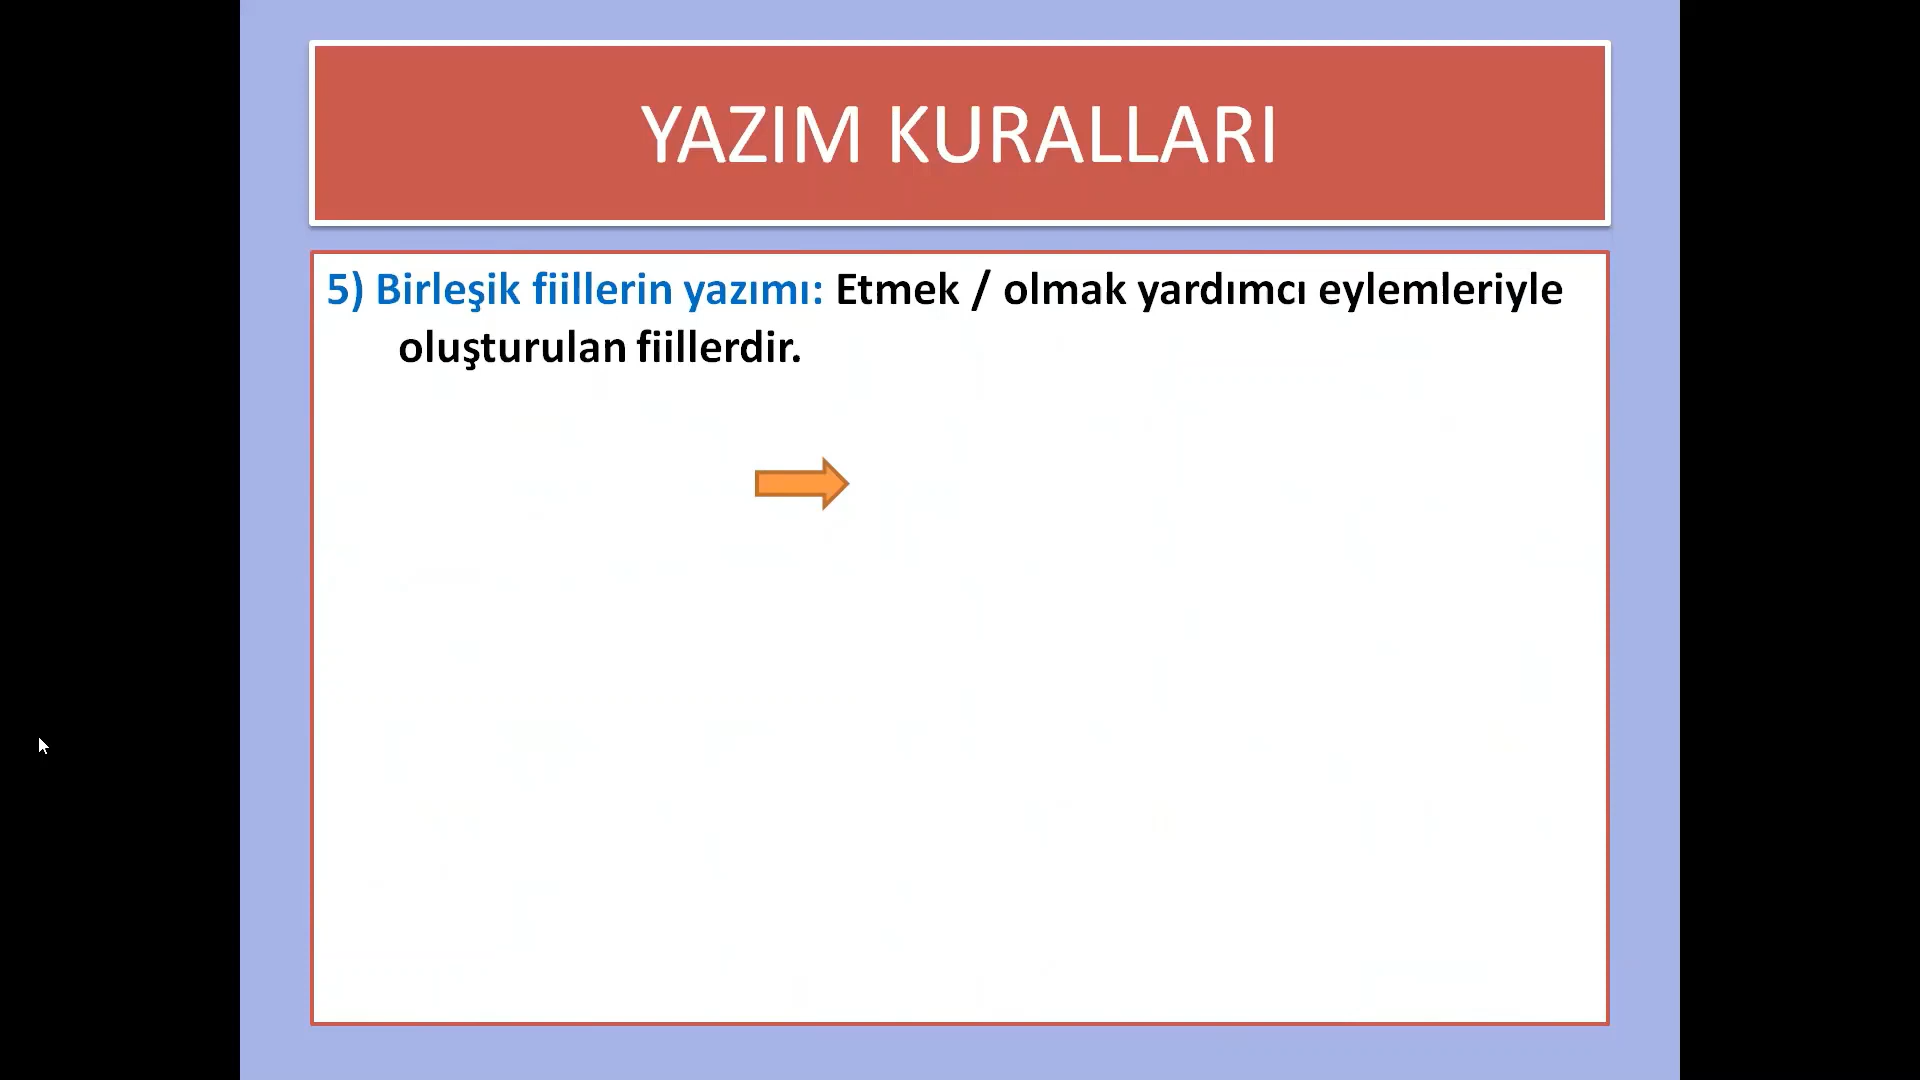 YAZIM KURALLARI
5) Birleşik fiillerin yazımı: Etmek / olmak yardımcı eylemleriyle
oluşturulan fiillerdir.